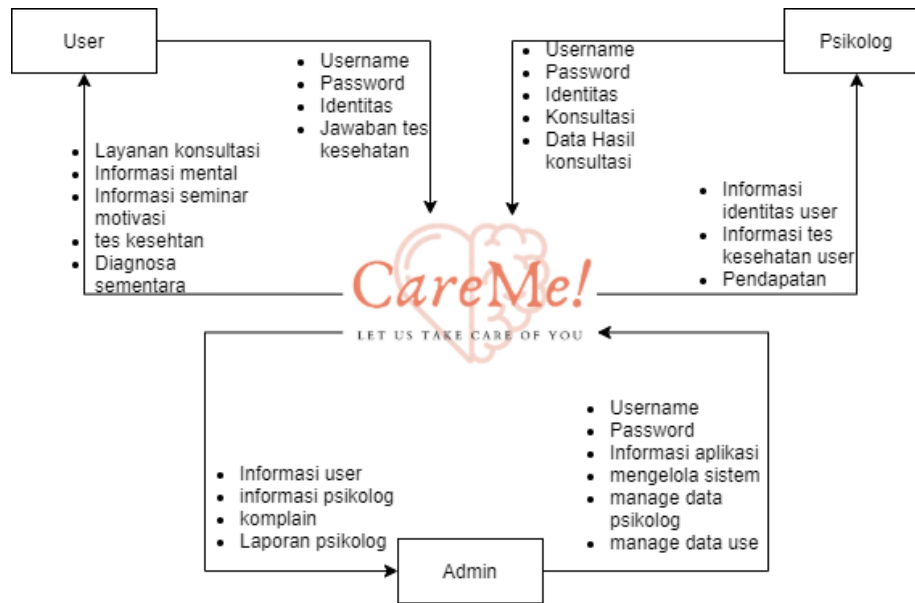 User
Psikolog
• Username
• Password
• Identitas
• Jawaban tes
kesehatan
• Username
• Password
• Identitas
• Konsultasi
• Data Hasil
konsultasi
• Layanan konsultasi
• Informasi mental
• Informasi seminar
motivasi
• tes kesehtan
• Diagnosa
sementara
• Informasi
identitas user
• Informasi tes
kesehatan user
• Pendapatan
CareMe!
LET US TAKE CARE OF YOU
• Informasi user
• informasi psikolog
• komplain
• Laporan psikolog
• Username
• Password
• Informasi aplikasi
• mengelola sistem
• manage data
psikolog
• manage data use
Admin